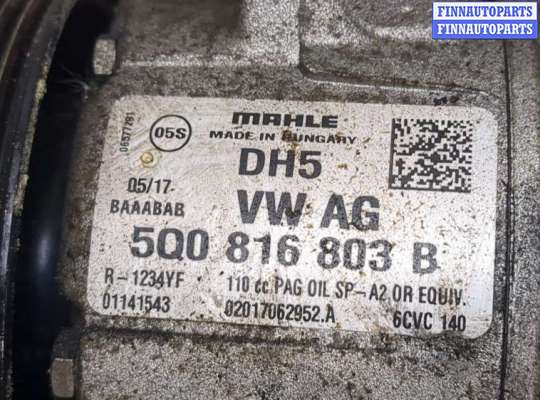 FINNAUTOPARTS
FINNAUTOPARTS
06577781
05S
MAHLE
MADE IN HUNGARY
DH5
05/17
BAAABAB
VW AG
5Q0 816 803 B
R-1234YF
110 cc PAG OIL SP-A2 OR EQUIV.
01141543
02017062952.A
6CVC 140